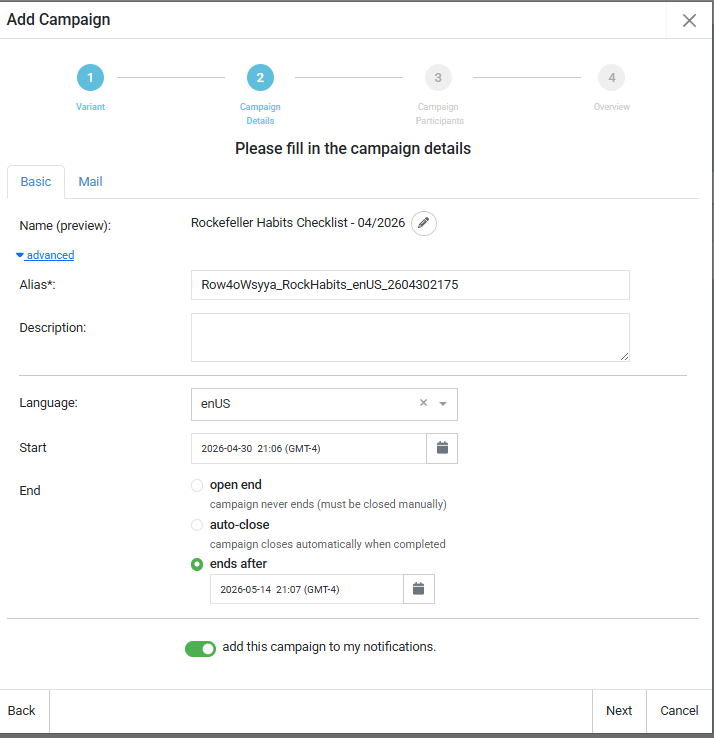 Add Campaign
1
2
3
4
Variant
Campaign
Details
Campaign
Participants
Overview
Please fill in the campaign details
Basic
Mail
Name (preview):
Rockefeller Habits Checklist - 04/2026
advanced
Alias*:
Row4oWsyya_RockHabits_enUS_2604302175
Description:
Language:
enUS
Start
2026-04-30 21:06 (GMT-4)
End
open end
campaign never ends (must be closed manually)
auto-close
campaign closes automatically when completed
ends after
2026-05-14 21:07 (GMT-4)
add this campaign to my notifications.
Back
Next
Cancel